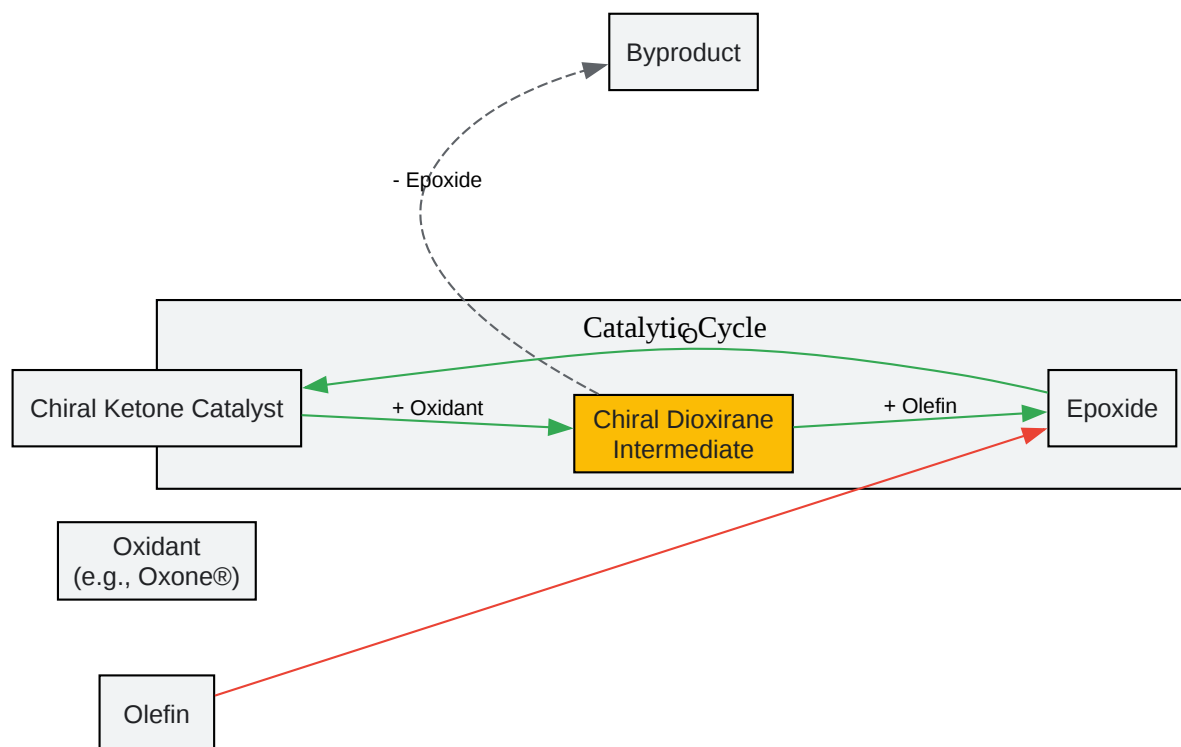 Byproduct
- Epoxide
Catalytic Cycle
- O
Chiral Ketone Catalyst
+ Oxidant
Chiral Dioxirane
Intermediate
+ Olefin
Epoxide
Oxidant
(e.g., Oxone®)
Olefin